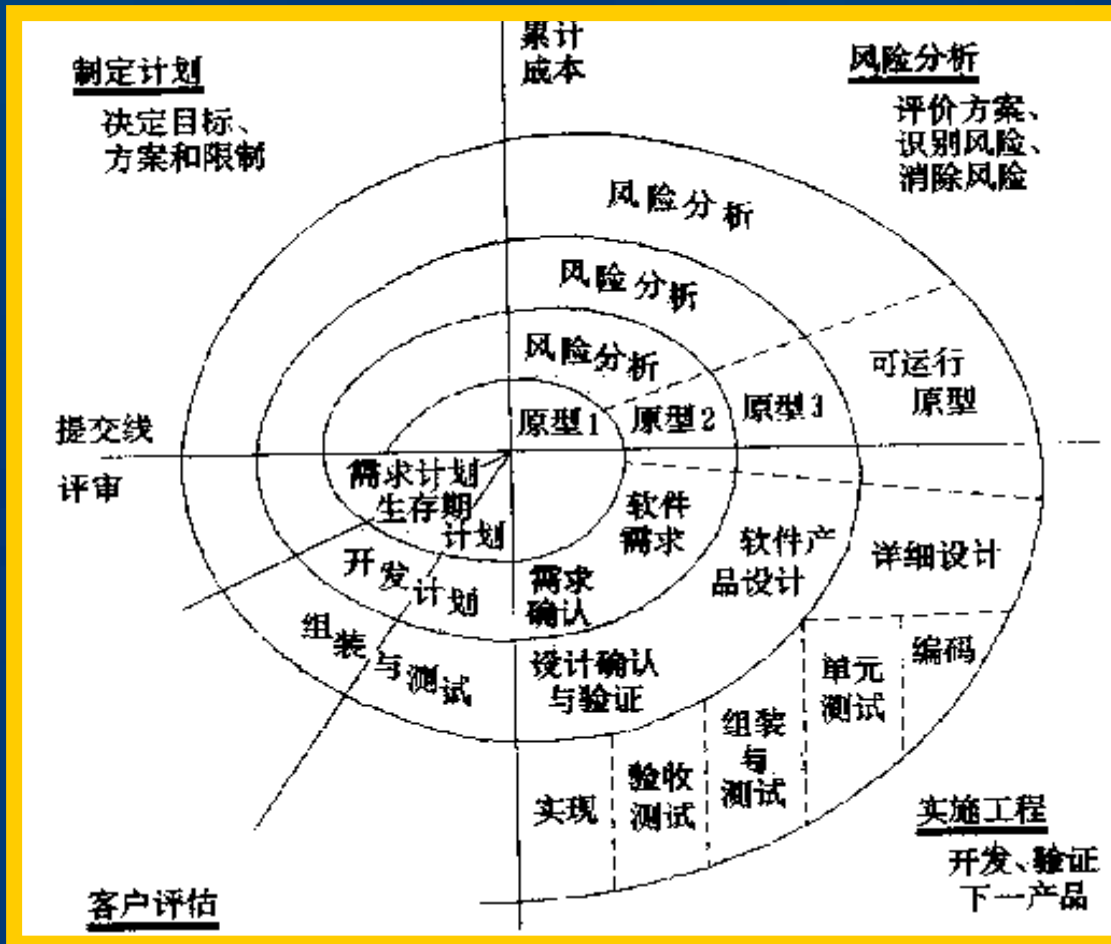 累计
成本
制定计划
决定目标、
方案和限制
风险分析
评价方案、
识别风险、
消除风险
风险分析
风险分析
风险分析
可运行
原型
原型1
原型2
原型3
提交线
评审
需求计划
生存期
计划
开发计划
组装与测试
软件
需求
需求
确认
软件产
品设计
设计确认
与验证
详细设计
编码
单元
测试
组装
与
测试
验收
测试
实现
实施工程
开发、验证
下一产品
客户评估